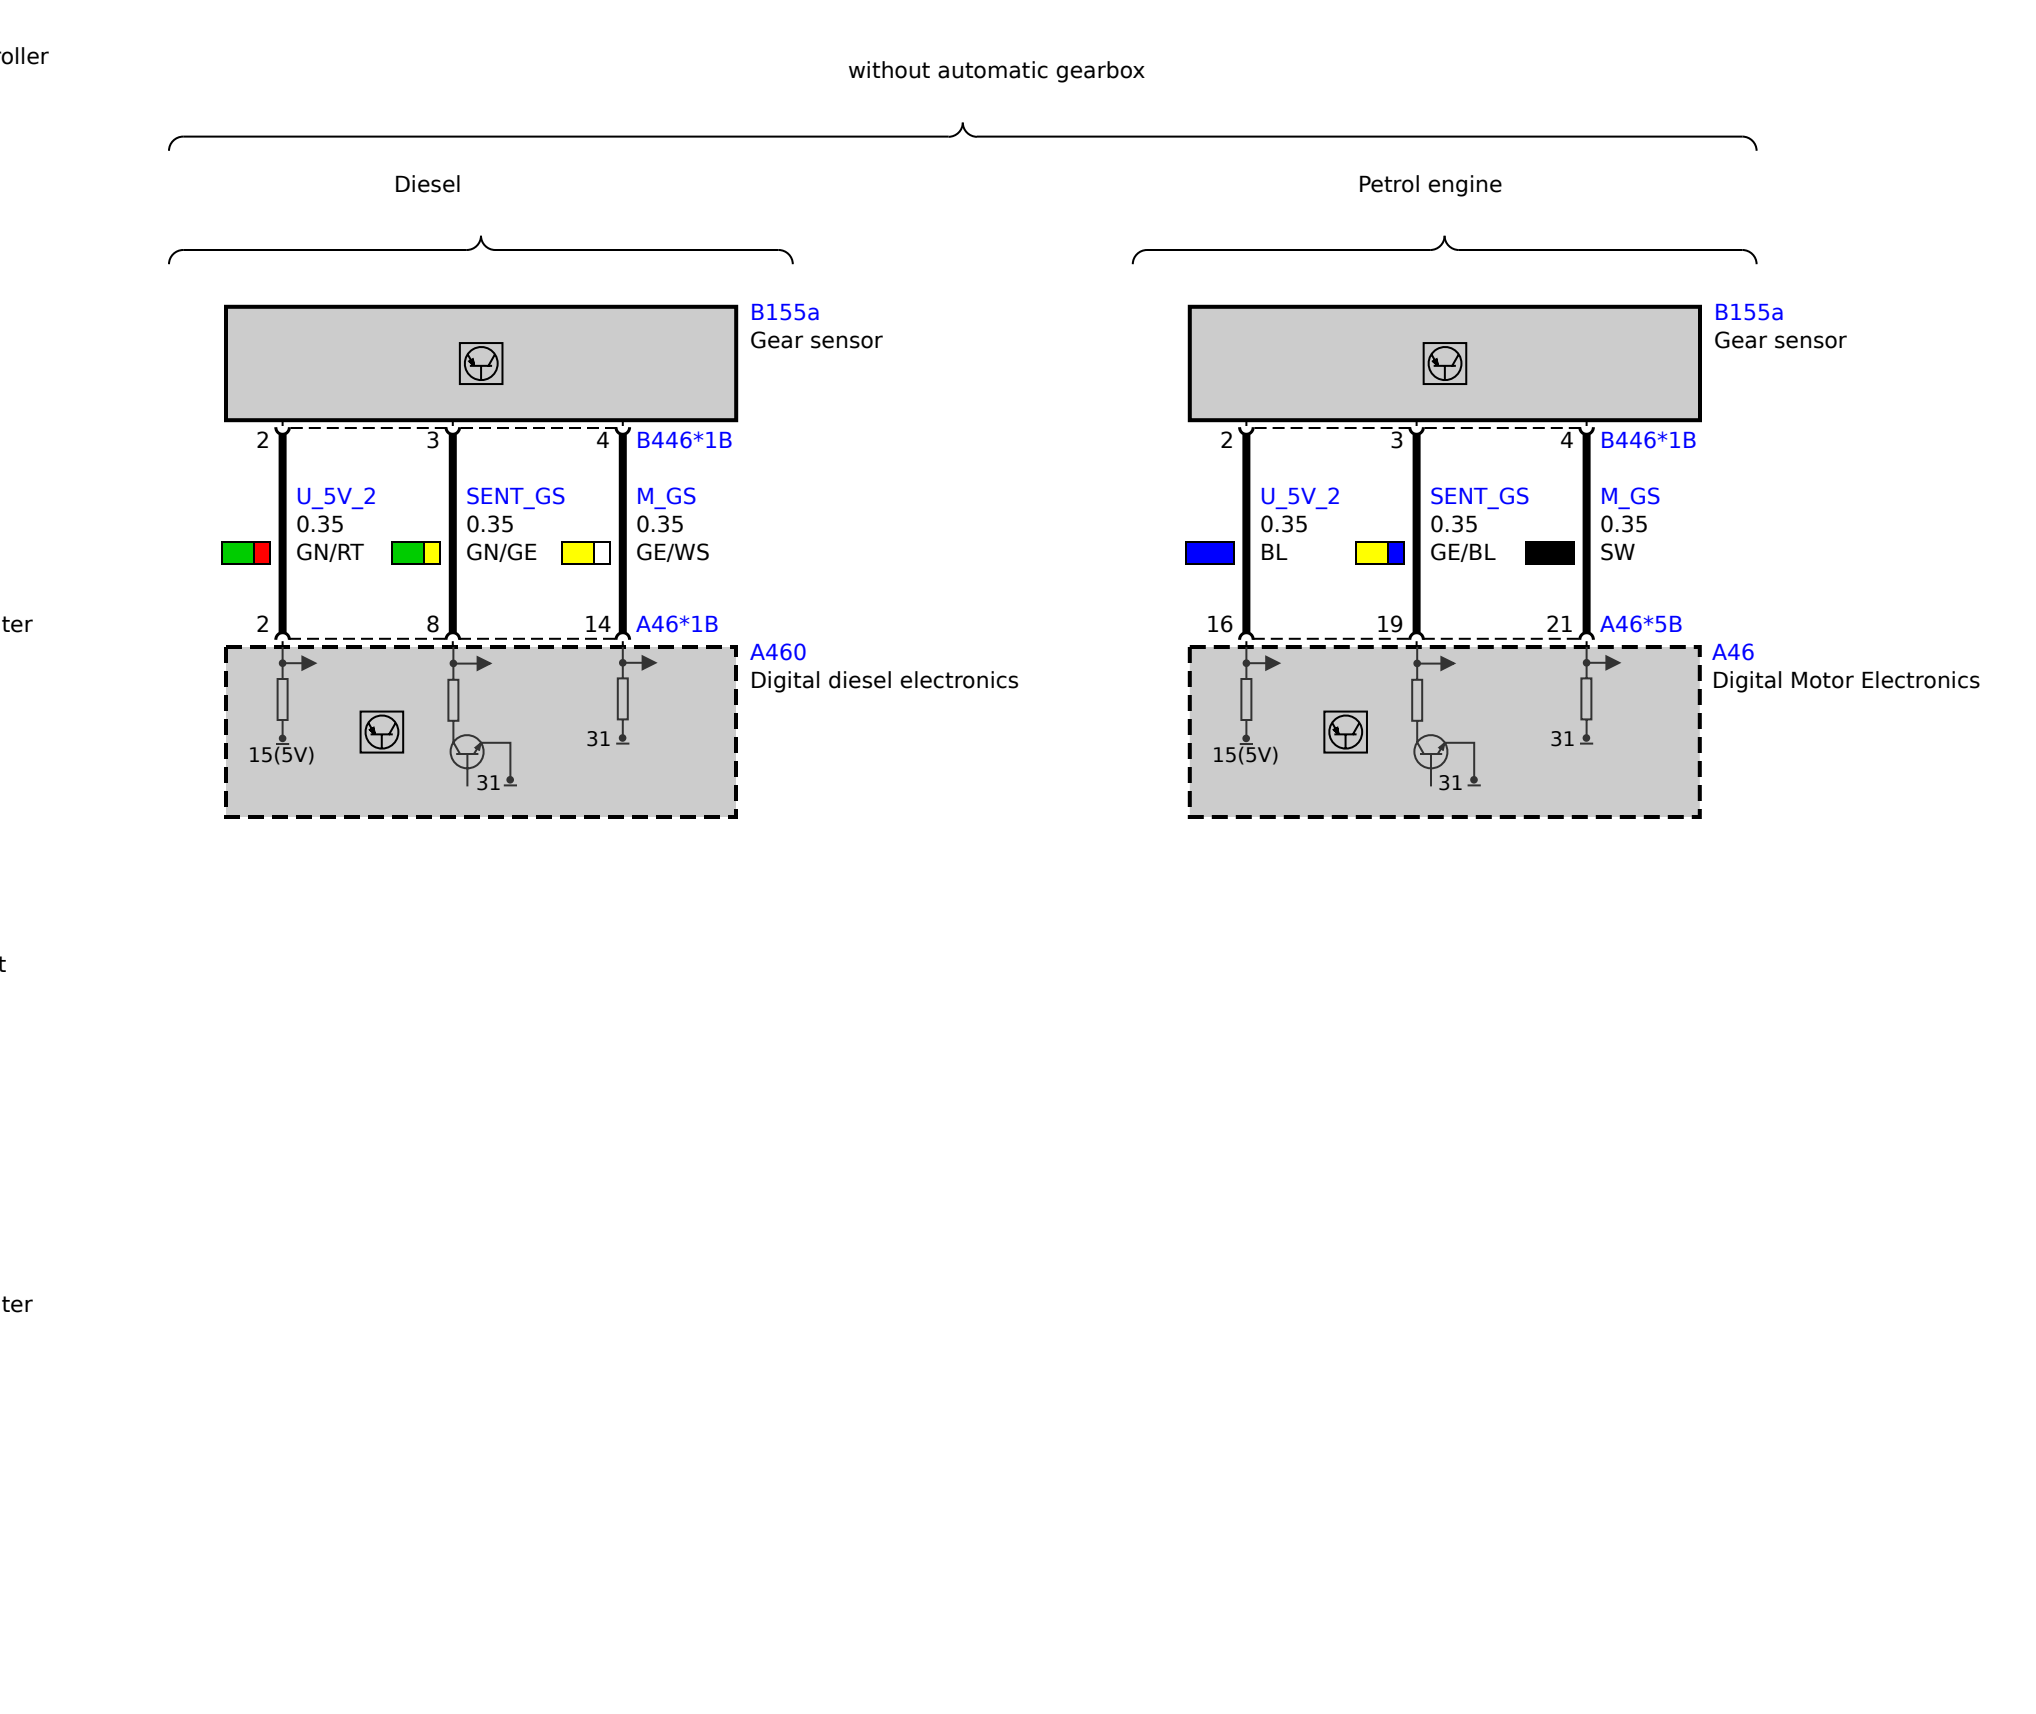 roller
without automatic gearbox
Diesel
Petrol engine
B155a
Gear sensor
B155a
Gear sensor
2 3 4 B446*1B
2 3 4 B446*1B
U_5V_2 SENT_GS M_GS
U_5V_2 SENT_GS M_GS
0.35 0.35 0.35
0.35 0.35 0.35
GN/RT GN/GE GE/WS
BL GE/BL SW
2 8 14 A46*1B
16 19 21 A46*5B
ter
A460
Digital diesel electronics
A46
Digital Motor Electronics
31
15(5V)
31
31
15(5V)
31
t
ter